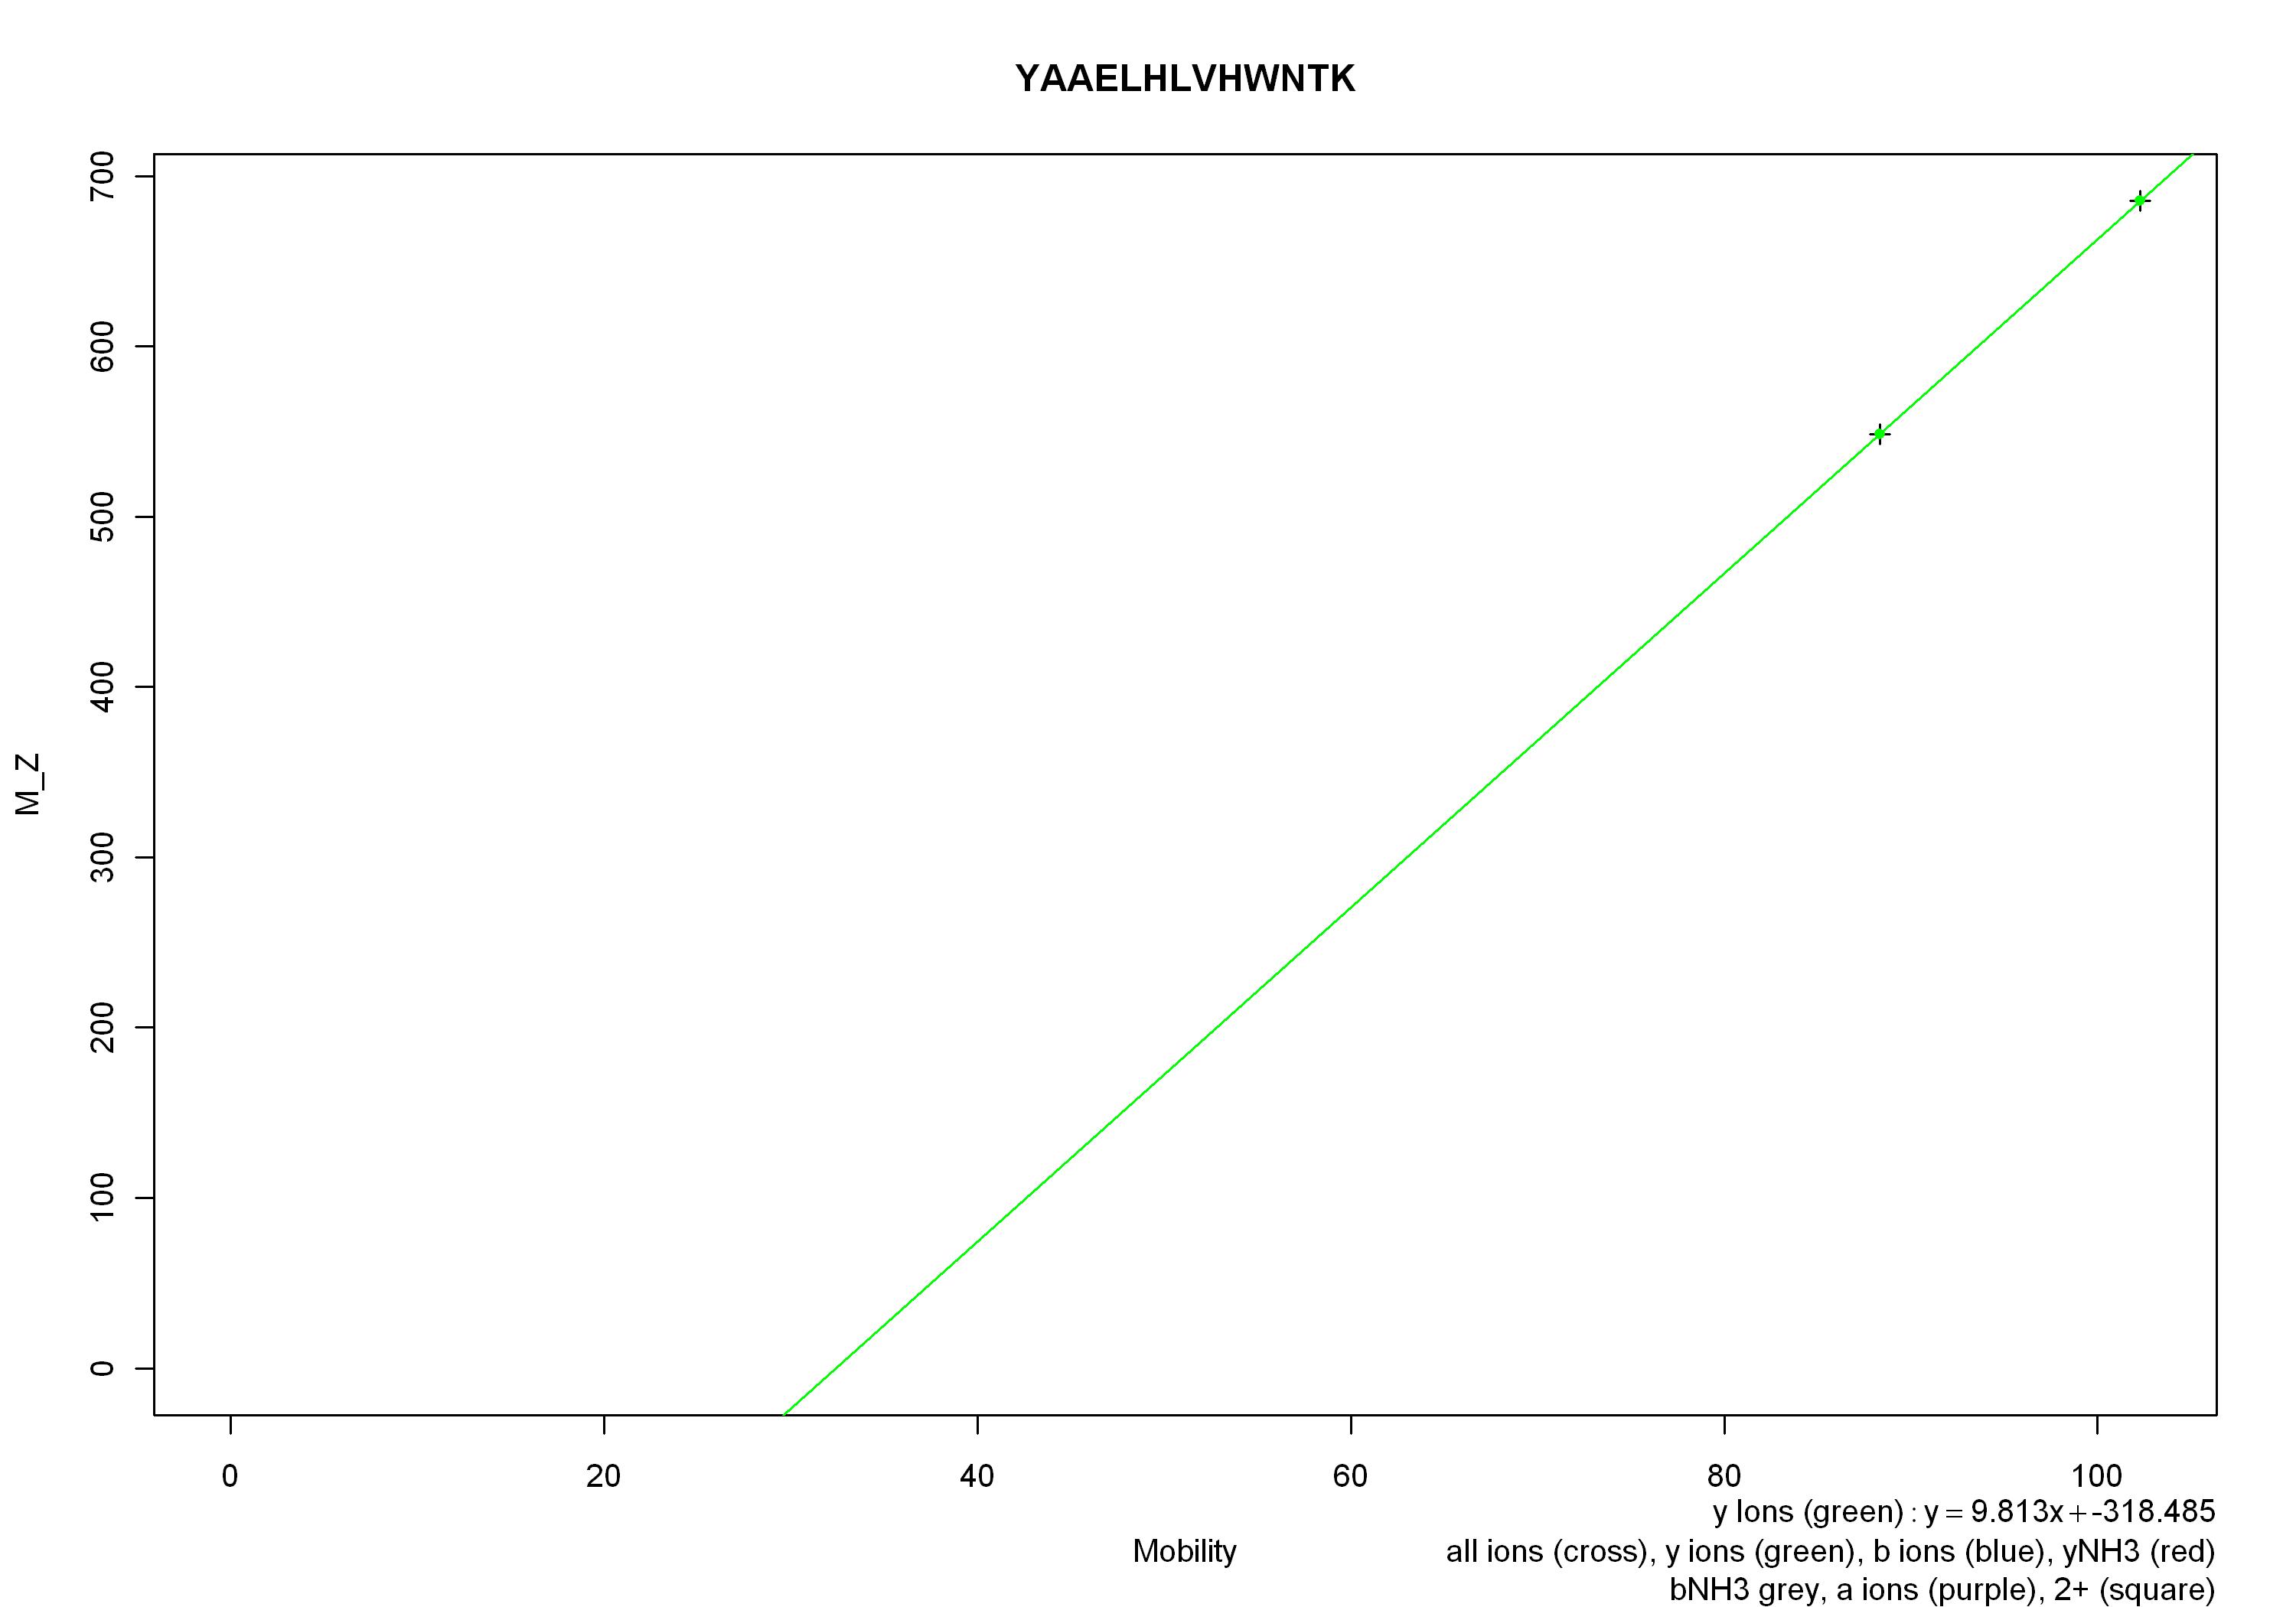 YAAELHLVHWNTK
700
600
500
400
300
200
100
0
M_Z
0 20 40 60 80 100
y Ions (green) : y = 9.813x + -318.485
Mobility
all ions (cross), y ions (green), b ions (blue), yNH3 (red)
bNH3 grey, a ions (purple), 2+ (square)